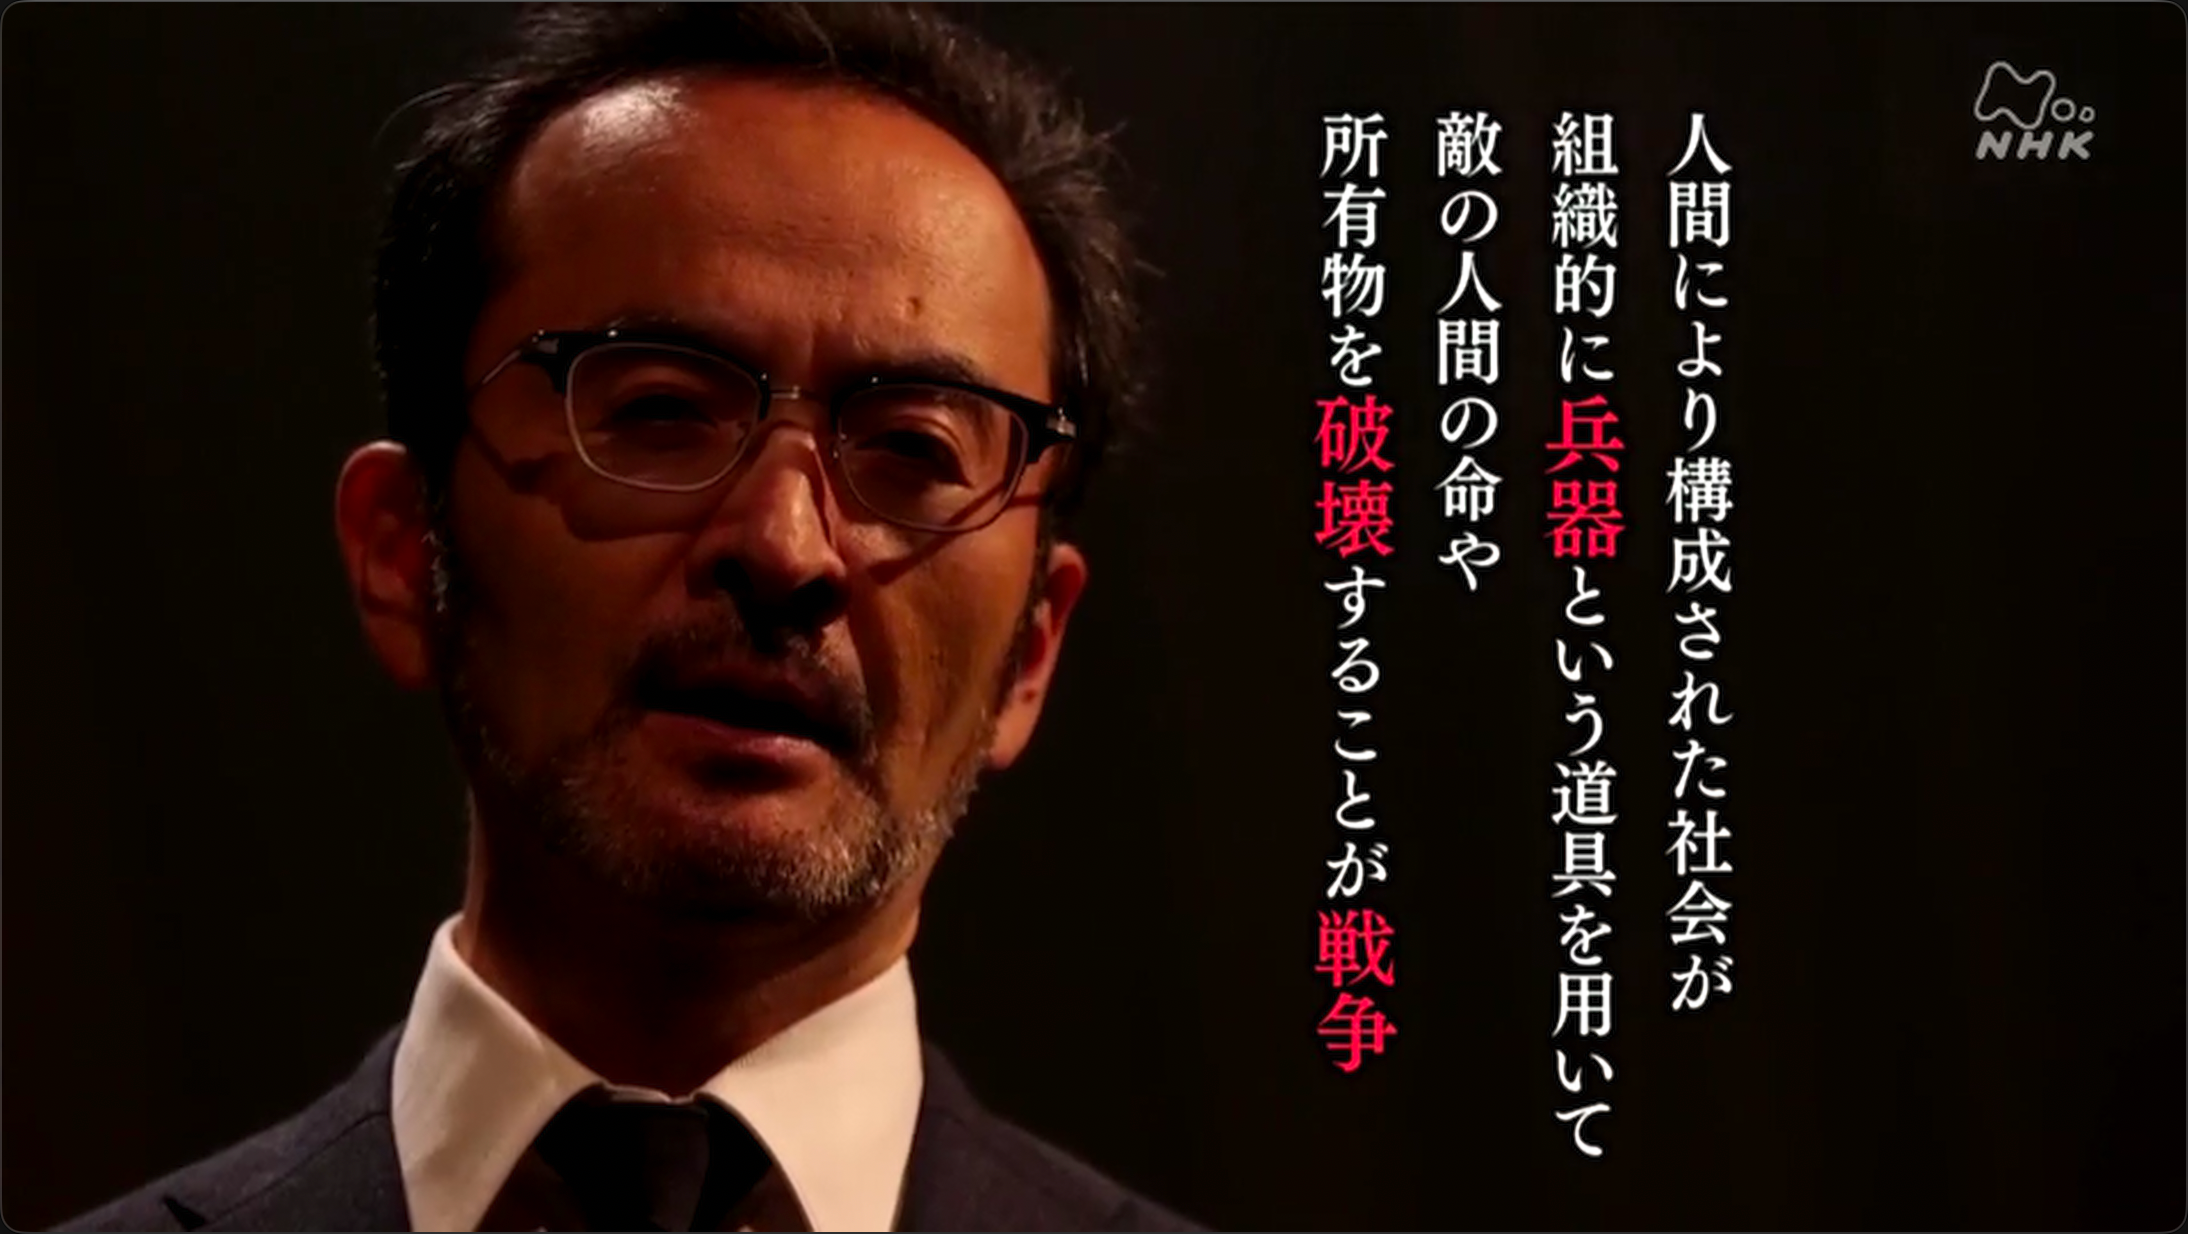 人間により構成された社会が
組織的に兵器という道具を用いて
敵の人間の命や
所有物を破壊することが戦争
NHK